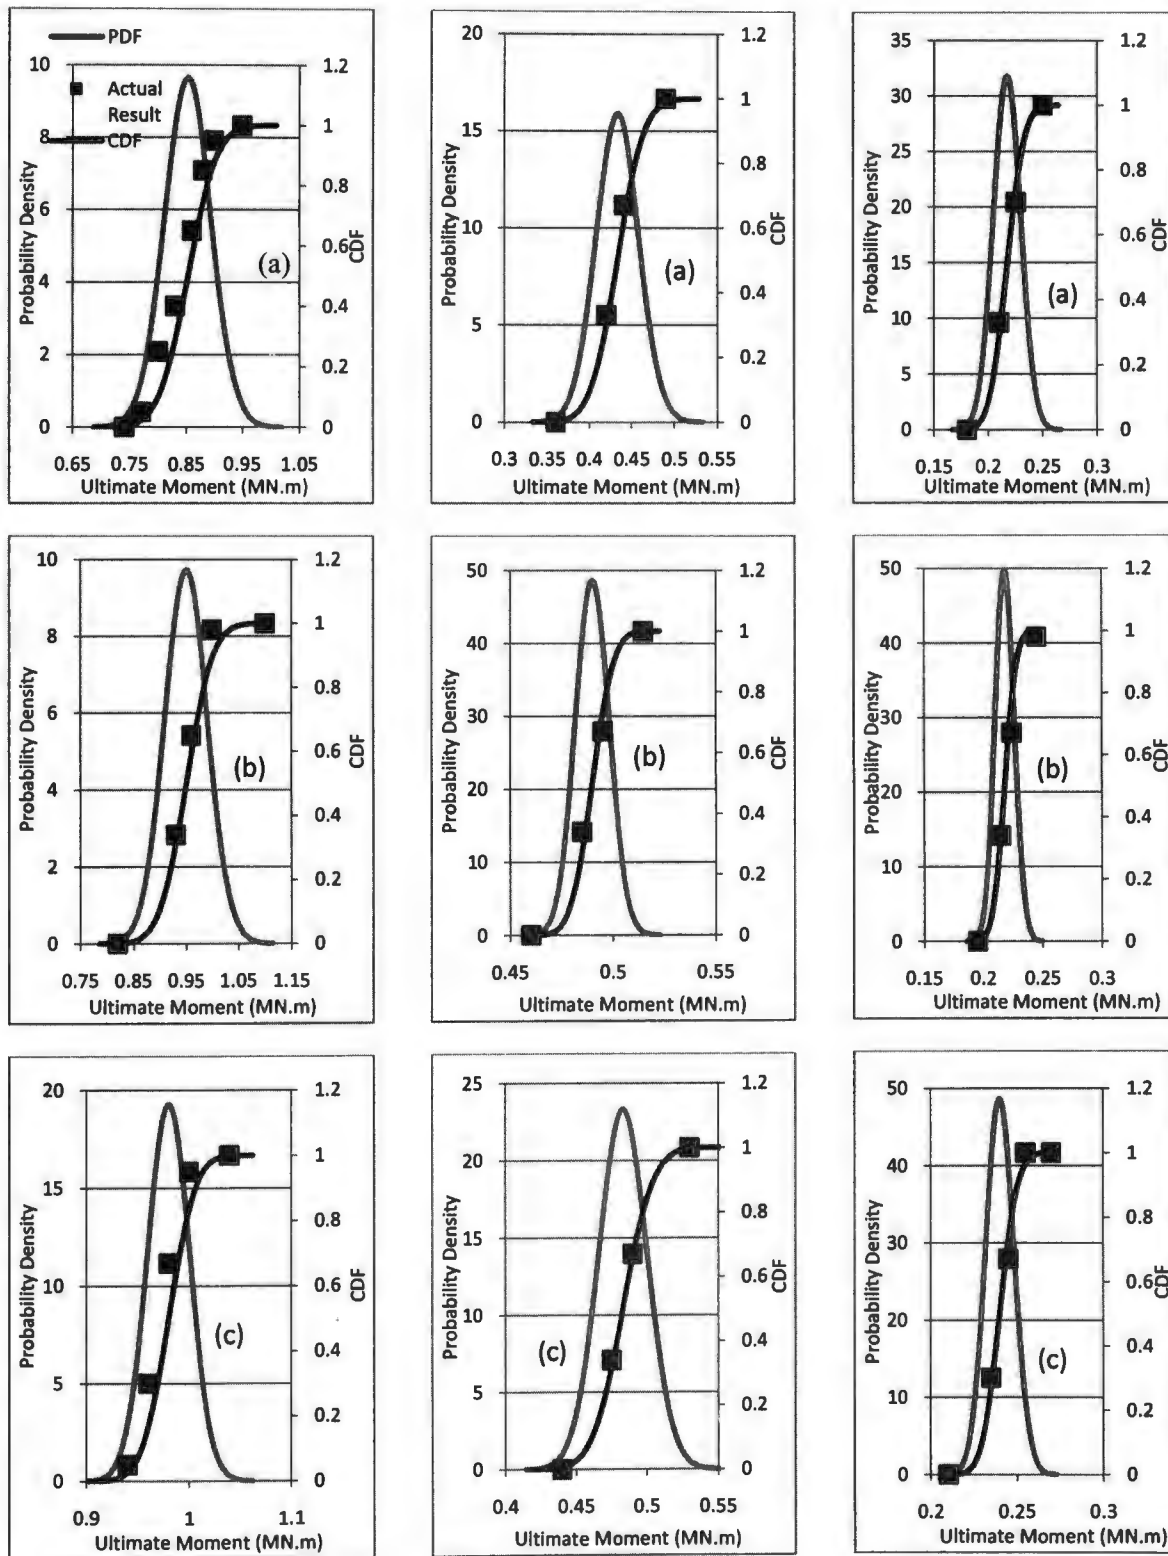 PDF
Actual
Result
CDF
10
8
6
4
2
0
1.2
1
0.8
0.6
0.4
0.2
0
Probability Density
CDF
(a)
0.65 0.75 0.85 0.95 1.05
Ultimate Moment (MN.m)
20
15
10
5
0
1.2
1
0.8
0.6
0.4
0.2
0
Probability Density
CDF
(a)
0.3 0.35 0.4 0.45 0.5 0.55
Ultimate Moment (MN.m)
35
30
25
20
15
10
5
0
1.2
1
0.8
0.6
0.4
0.2
0
Probability Density
CDF
(a)
0.15 0.2 0.25 0.3
Ultimate Moment (MN.m)
10
8
6
4
2
0
1.2
1
0.8
0.6
0.4
0.2
0
Probability Density
CDF
(b)
0.75 0.85 0.95 1.05 1.15
Ultimate Moment (MN.m)
50
40
30
20
10
0
1.2
1
0.8
0.6
0.4
0.2
0
Probability Density
CDF
(b)
0.45 0.5 0.55
Ultimate Moment (MN.m)
50
40
30
20
10
0
1.2
1
0.8
0.6
0.4
0.2
0
Probability Density
CDF
(b)
0.15 0.2 0.25 0.3
Ultimate Moment (MN.m)
20
15
10
5
0
1.2
1
0.8
0.6
0.4
0.2
0
Probability Density
CDF
(c)
0.9 1 1.1
Ultimate Moment (MN.m)
25
20
15
10
5
0
1.2
1
0.8
0.6
0.4
0.2
0
Probability Density
CDF
(c)
0.4 0.45 0.5 0.55
Ultimate Moment (MN.m)
50
40
30
20
10
0
1.2
1
0.8
0.6
0.4
0.2
0
Probability Density
CDF
(c)
0.2 0.25 0.3
Ultimate Moment (MN.m)